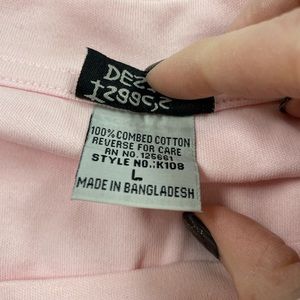 100% COMBED COTTON
REVERSE FOR CARE
RN NO. 125661
STYLE NO.:K108
L
MADE IN BANGLADESH